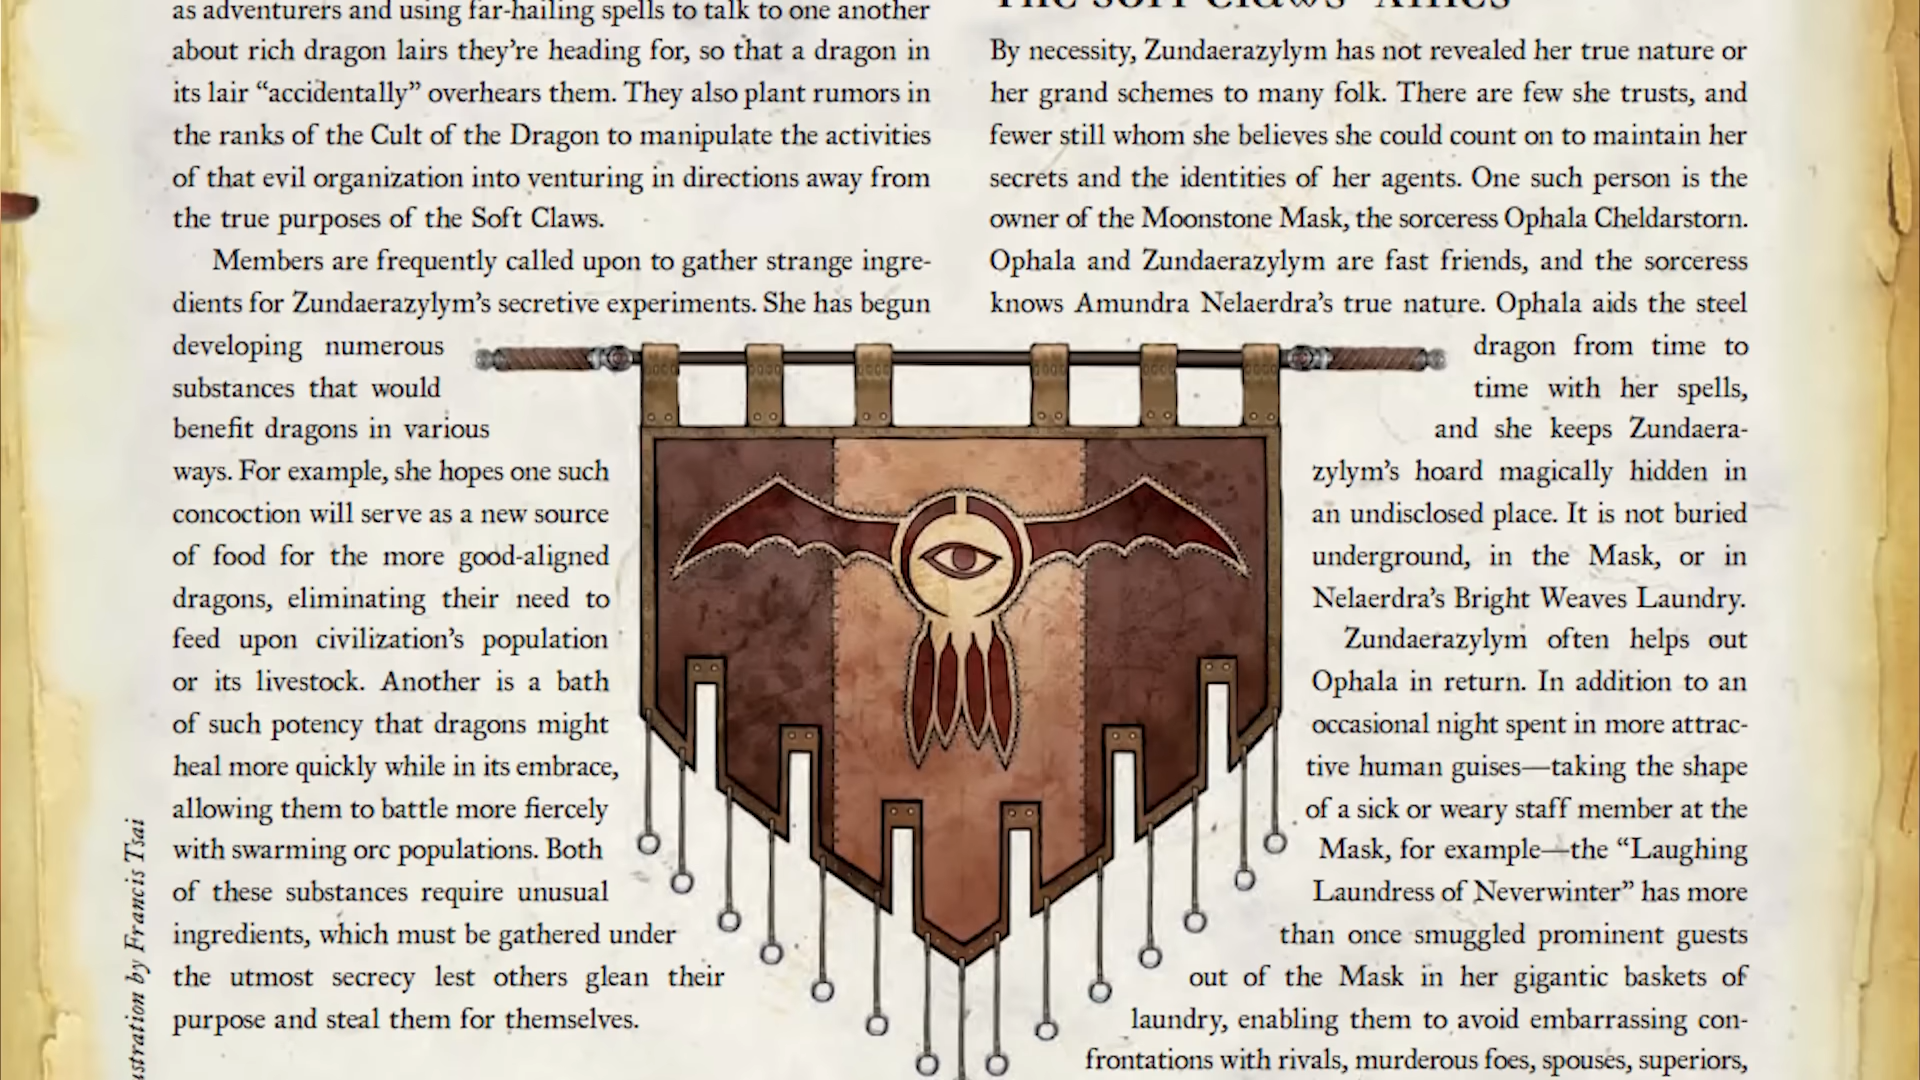 as adventurers and using far-hailing spells to talk to one another
about rich dragon lairs they’re heading for, so that a dragon in
its lair “accidentally” overhears them. They also plant rumors in
the ranks of the Cult of the Dragon to manipulate the activities
of that evil organization into venturing in directions away from
the true purposes of the Soft Claws.
Members are frequently called upon to gather strange ingre-
dients for Zundaerazylym’s secretive experiments. She has begun
developing numerous
substances that would
benefit dragons in various
ways. For example, she hopes one such
concoction will serve as a new source
of food for the more good-aligned
dragons, eliminating their need to
feed upon civilization’s population
or its livestock. Another is a bath
of such potency that dragons might
heal more quickly while in its embrace,
allowing them to battle more fiercely
with swarming orc populations. Both
of these substances require unusual
ingredients, which must be gathered under
the utmost secrecy lest others glean their
purpose and steal them for themselves.
The Soft Claws’ Allies
By necessity, Zundaerazylym has not revealed her true nature or
her grand schemes to many folk. There are few she trusts, and
fewer still whom she believes she could count on to maintain her
secrets and the identities of her agents. One such person is the
owner of the Moonstone Mask, the sorceress Ophala Cheldarstorn.
Ophala and Zundaerazylym are fast friends, and the sorceress
knows Amundra Nelaerdra’s true nature. Ophala aids the steel
dragon from time to
time with her spells,
and she keeps Zundaera-
zylym’s hoard magically hidden in
an undisclosed place. It is not buried
underground, in the Mask, or in
Nelaerdra’s Bright Weaves Laundry.
Zundaerazylym often helps out
Ophala in return. In addition to an
occasional night spent in more attrac-
tive human guises—taking the shape
of a sick or weary staff member at the
Mask, for example—the “Laughing
Laundress of Neverwinter” has more
than once smuggled prominent guests
out of the Mask in her gigantic baskets of
laundry, enabling them to avoid embarrassing con-
frontations with rivals, murderous foes, spouses, superiors,
stration by Francis Tsai